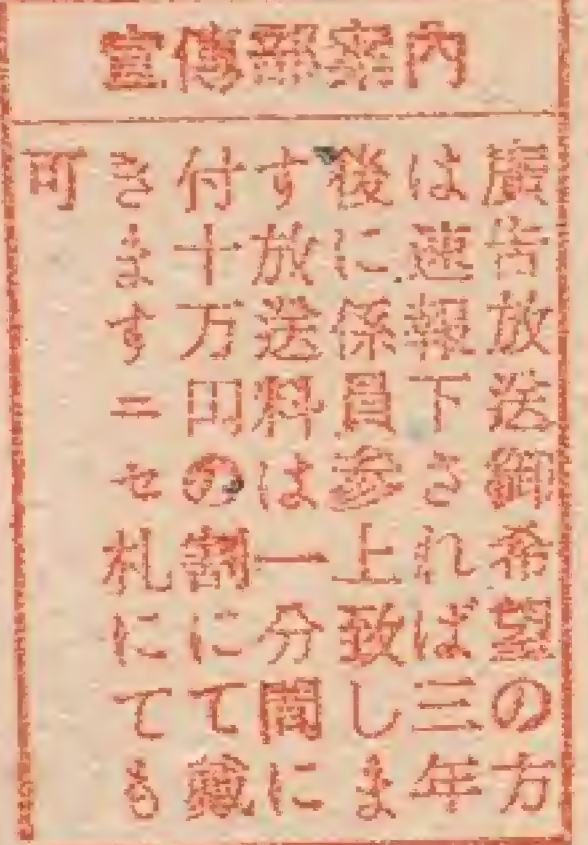 宣傳部案内
廣告放送御希望の方
は速報下されば三年
後に係員参上致しま
す放送料は一分間に
付十万円の割にて戴
きますニセ札にても
可